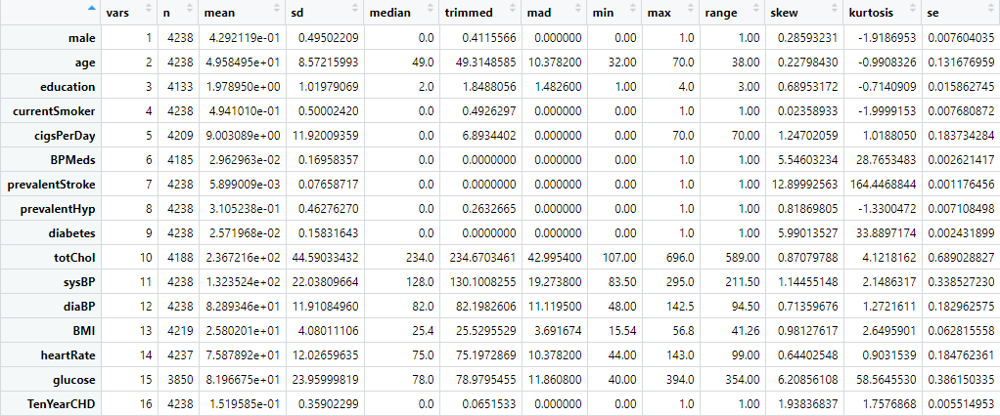 vars n mean sd median trimmed mad min max range skew kurtosis se
male 1 4238 4.292119e-01 0.49502209 0.0 0.4115566 0.000000 0.00 1.0 1.00 0.28593231 -1.9186953 0.007604035
age 2 4238 4.958495e+01 8.57215993 49.0 49.3148585 10.378200 32.00 70.0 38.00 0.22798430 -0.9908326 0.131676959
education 3 4133 1.978950e+00 1.01979069 2.0 1.8488056 1.482600 1.00 4.0 3.00 0.68953172 -0.7140909 0.015862745
currentSmoker 4 4238 4.941010e-01 0.50002420 0.0 0.4926297 0.000000 0.00 1.0 1.00 0.02358933 -1.9999153 0.007680872
cigsPerDay 5 4209 9.003089e+00 11.92009359 0.0 6.8934402 0.000000 0.00 70.0 70.00 1.24702059 1.0188050 0.183734284
BPMeds 6 4185 2.962963e-02 0.16958357 0.0 0.0000000 0.000000 0.00 1.0 1.00 5.54603234 28.7653483 0.002621417
prevalentStroke 7 4238 5.899009e-03 0.07658717 0.0 0.0000000 0.000000 0.00 1.0 1.00 12.89992563 164.4468844 0.001176456
prevalentHyp 8 4238 3.105238e-01 0.46276270 0.0 0.2632665 0.000000 0.00 1.0 1.00 0.81869805 -1.3300472 0.007108498
diabetes 9 4238 2.571968e-02 0.15831643 0.0 0.0000000 0.000000 0.00 1.0 1.00 5.99013527 33.8897174 0.002431899
totChol 10 4188 2.367216e+02 44.59033432 234.0 234.6703461 42.995400 107.00 696.0 589.00 0.87079788 4.1218162 0.689028827
sysBP 11 4238 1.323524e+02 22.03809664 128.0 130.1008255 19.273800 83.50 295.0 211.50 1.14455148 2.1486317 0.338527230
diaBP 12 4238 8.289346e+01 11.91084960 82.0 82.1982606 11.119500 48.00 142.5 94.50 0.71359676 1.2721611 0.182962575
BMI 13 4219 2.580201e+01 4.08011106 25.4 25.5295529 3.691674 15.54 56.8 41.26 0.98127617 2.6495901 0.062815558
heartRate 14 4237 7.587892e+01 12.02659635 75.0 75.1972869 10.378200 44.00 143.0 99.00 0.64402548 0.9031539 0.184762361
glucose 15 3850 8.196675e+01 23.95999819 78.0 78.9795455 11.860800 40.00 394.0 354.00 6.20856108 58.5645530 0.386150335
TenYearCHD 16 4238 1.519585e-01 0.35902299 0.0 0.0651533 0.000000 0.00 1.0 1.00 1.93836837 1.7576868 0.005514953